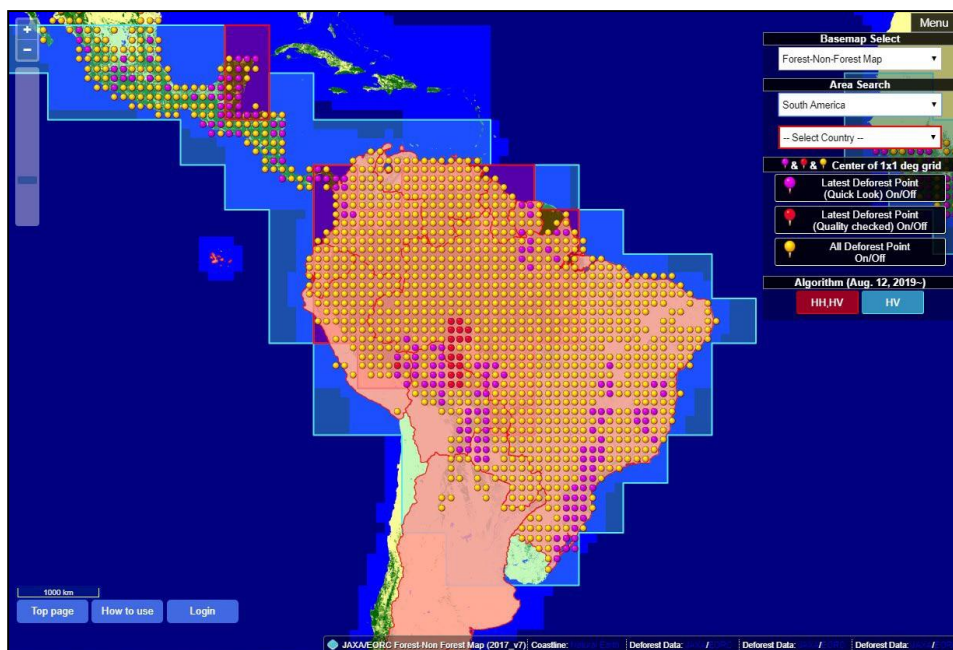 +
−
Menu
Basemap Select
Forest-Non-Forest Map
Area Search
South America
-- Select Country --
& & Center of 1x1 deg grid
Latest Deforest Point
(Quick Look) On/Off
Latest Deforest Point
(Quality checked) On/Off
All Deforest Point
On/Off
Algorithm (Aug. 12, 2019~)
HH,HV
HV
1000 km
Top page
How to use
Login
JAXA/EORC Forest-Non Forest Map (2017_v7) Coastline: Deforest Data: / Deforest Data: / Deforest Data: /